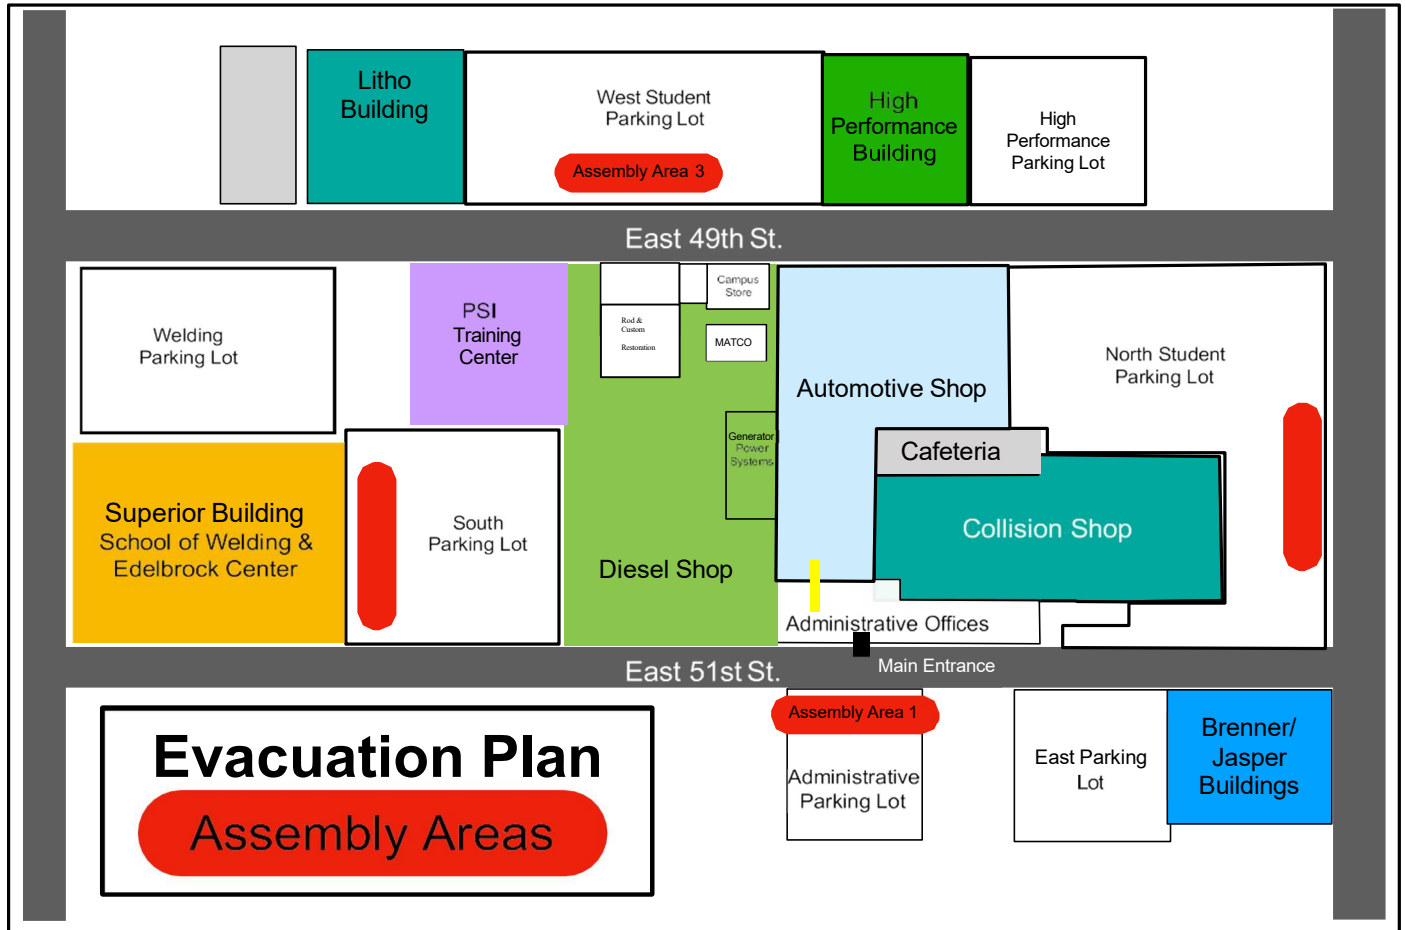 Litho
Building
West Student
Parking Lot
Assembly Area 3
High
Performance
Building
High
Performance
Parking Lot
East 49th St.
Welding
Parking Lot
PSI
Training
Center
Rod &
Custom
Restoration
Campus
Store
MATCO
Automotive Shop
North Student
Parking Lot
Generator
Power
Systems
Cafeteria
Superior Building
School of Welding &
Edelbrock Center
South
Parking Lot
Diesel Shop
Collision Shop
Administrative Offices
East 51st St.
Main Entrance
Evacuation Plan
Assembly Areas
Assembly Area 1
Administrative
Parking Lot
East Parking
Lot
Brenner/
Jasper
Buildings